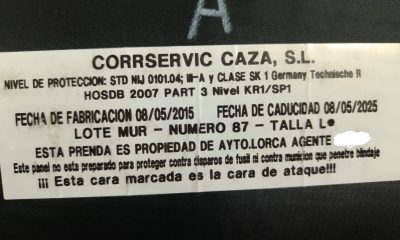 A
CORRSERVIC CAZA, S.L.
NIVEL DE PROTECCION: STD NIJ 0101.04; III-A y CLASE SK 1 Germany Technische R
HOSDB 2007 PART 3 Nivel KR1/SP1
FECHA DE FABRICACION 08/05/2015 FECHA DE CADUCIDAD 08/05/2025
LOTE MUR - NUMERO 87 - TALLA L*
ESTA PRENDA ES PROPIEDAD DE AYTO.LORCA AGENTE
Este panel no esta preparado para proteger contra disparos de fusil ni contra municion que penetre blindaje
¡¡¡ Esta cara marcada es la cara de ataque!!!